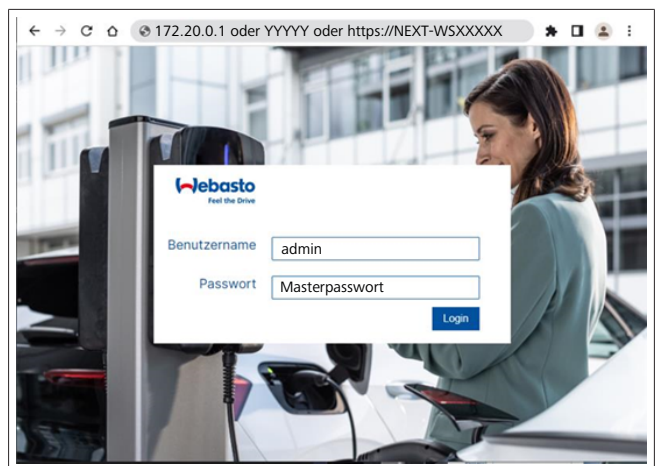 172.20.0.1 oder YYYYY oder https://NEXT-WSXXXXX
Webasto
Feel the Drive
Benutzername
admin
Passwort
Masterpasswort
Login